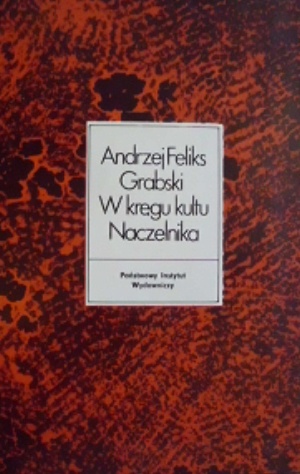 Andrzej Feliks
Grabski
W kręgu kultu
Naczelnika
Państwowy Instytut
Wydawniczy